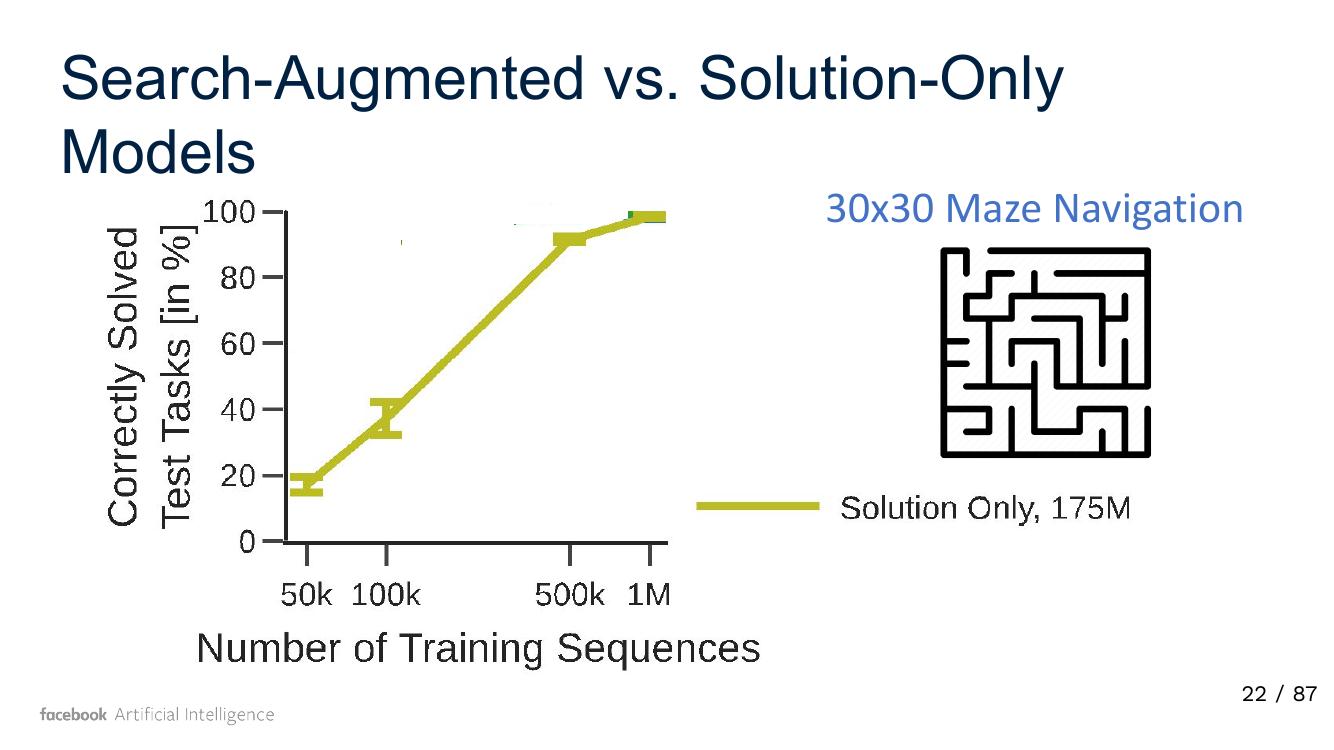 Search-Augmented vs. Solution-Only
Models
30x30 Maze Navigation
Correctly Solved
Test Tasks [in %]
100
80
60
40
20
0
50k 100k 500k 1M
Number of Training Sequences
Solution Only, 175M
22 / 87
facebook Artificial Intelligence